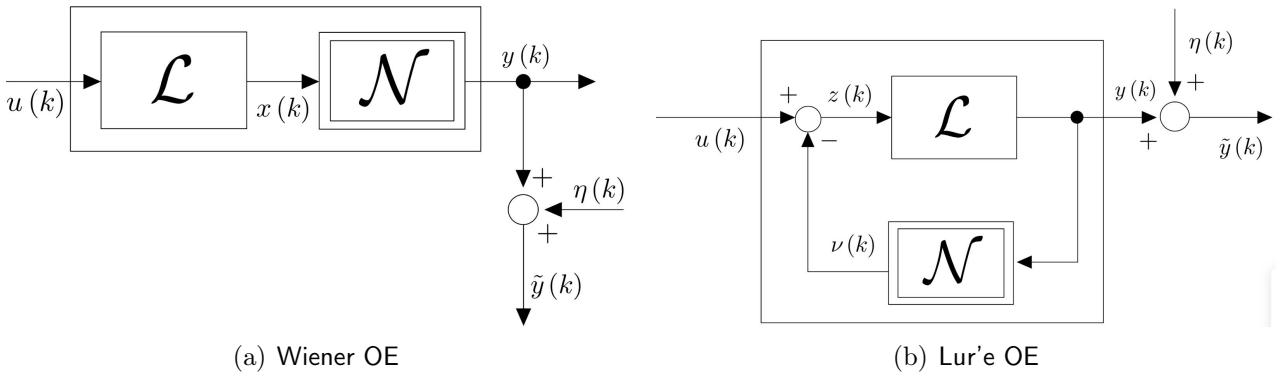 u (k)
ℒ
x (k)
𝒩
y (k)
+
η (k)
+
ỹ (k)
(a) Wiener OE
u (k)
+
−
z (k)
ℒ
y (k)
η (k)
+
+
ỹ (k)
ν (k)
𝒩
(b) Lur'e OE